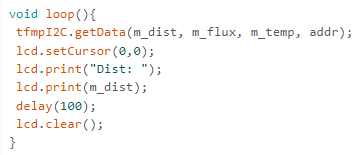 void loop(){
tfmpI2C.getData(m_dist, m_flux, m_temp, addr);
lcd.setCursor(0,0);
lcd.print("Dist: ");
lcd.print(m_dist);
delay(100);
lcd.clear();
}